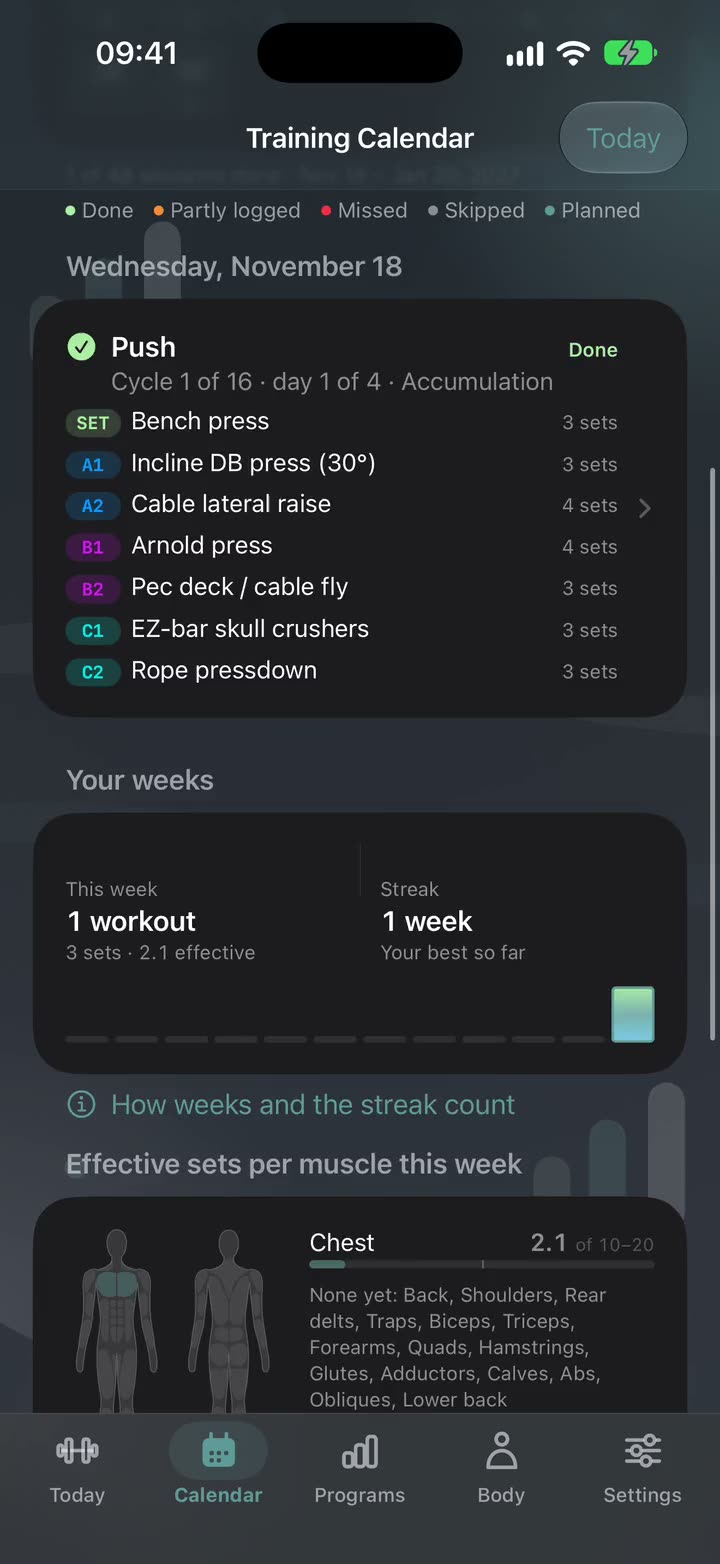 09:41
Training Calendar
Today
Done
Partly logged
Missed
Skipped
Planned
Wednesday, November 18
Push
Done
Cycle 1 of 16 · day 1 of 4 · Accumulation
SET Bench press 3 sets
A1 Incline DB press (30°) 3 sets
A2 Cable lateral raise 4 sets
B1 Arnold press 4 sets
B2 Pec deck / cable fly 3 sets
C1 EZ-bar skull crushers 3 sets
C2 Rope pressdown 3 sets
Your weeks
This week
1 workout
3 sets · 2.1 effective
Streak
1 week
Your best so far
How weeks and the streak count
Effective sets per muscle this week
Chest 2.1 of 10–20
None yet: Back, Shoulders, Rear
delts, Traps, Biceps, Triceps,
Forearms, Quads, Hamstrings,
Glutes, Adductors, Calves, Abs,
Obliques, Lower back
Today
Calendar
Programs
Body
Settings